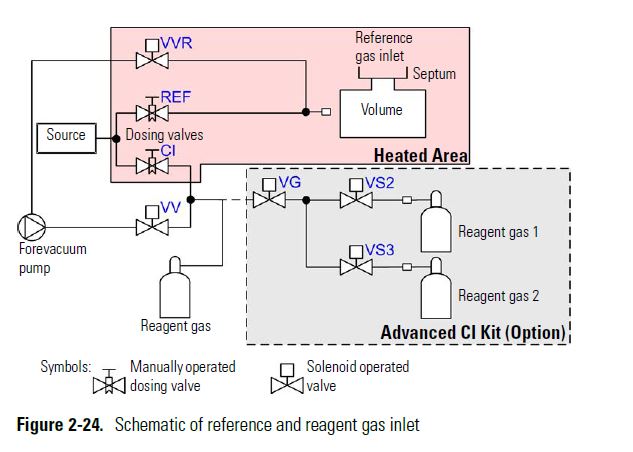 VVR
Reference
gas inlet
Septum
REF
Volume
Source
Dosing valves
CI
Heated Area
VG
VS2
VV
Reagent gas 1
Forevacuum
pump
VS3
Reagent gas 2
Reagent gas
Advanced CI Kit (Option)
Symbols:
Manually operated
dosing valve
Solenoid operated
valve
Figure 2-24. Schematic of reference and reagent gas inlet